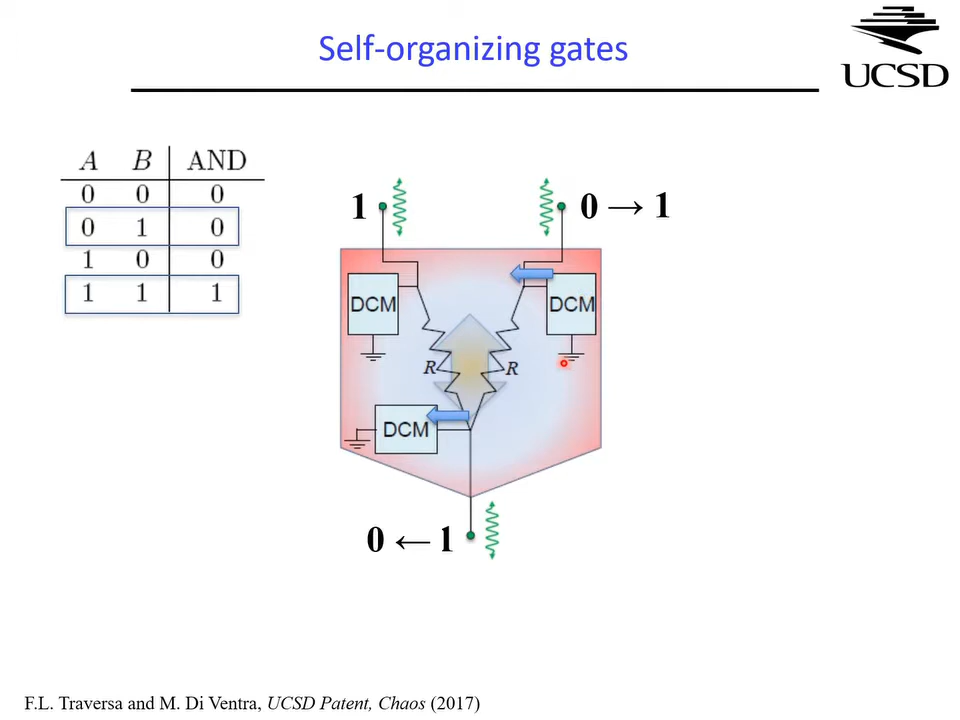 Self-organizing gates
UCSD
A B AND
0 0 0
0 1 0
1 0 0
1 1 1
1
0 → 1
DCM
DCM
R
R
DCM
0 ← 1
F.L. Traversa and M. Di Ventra, UCSD Patent, Chaos (2017)